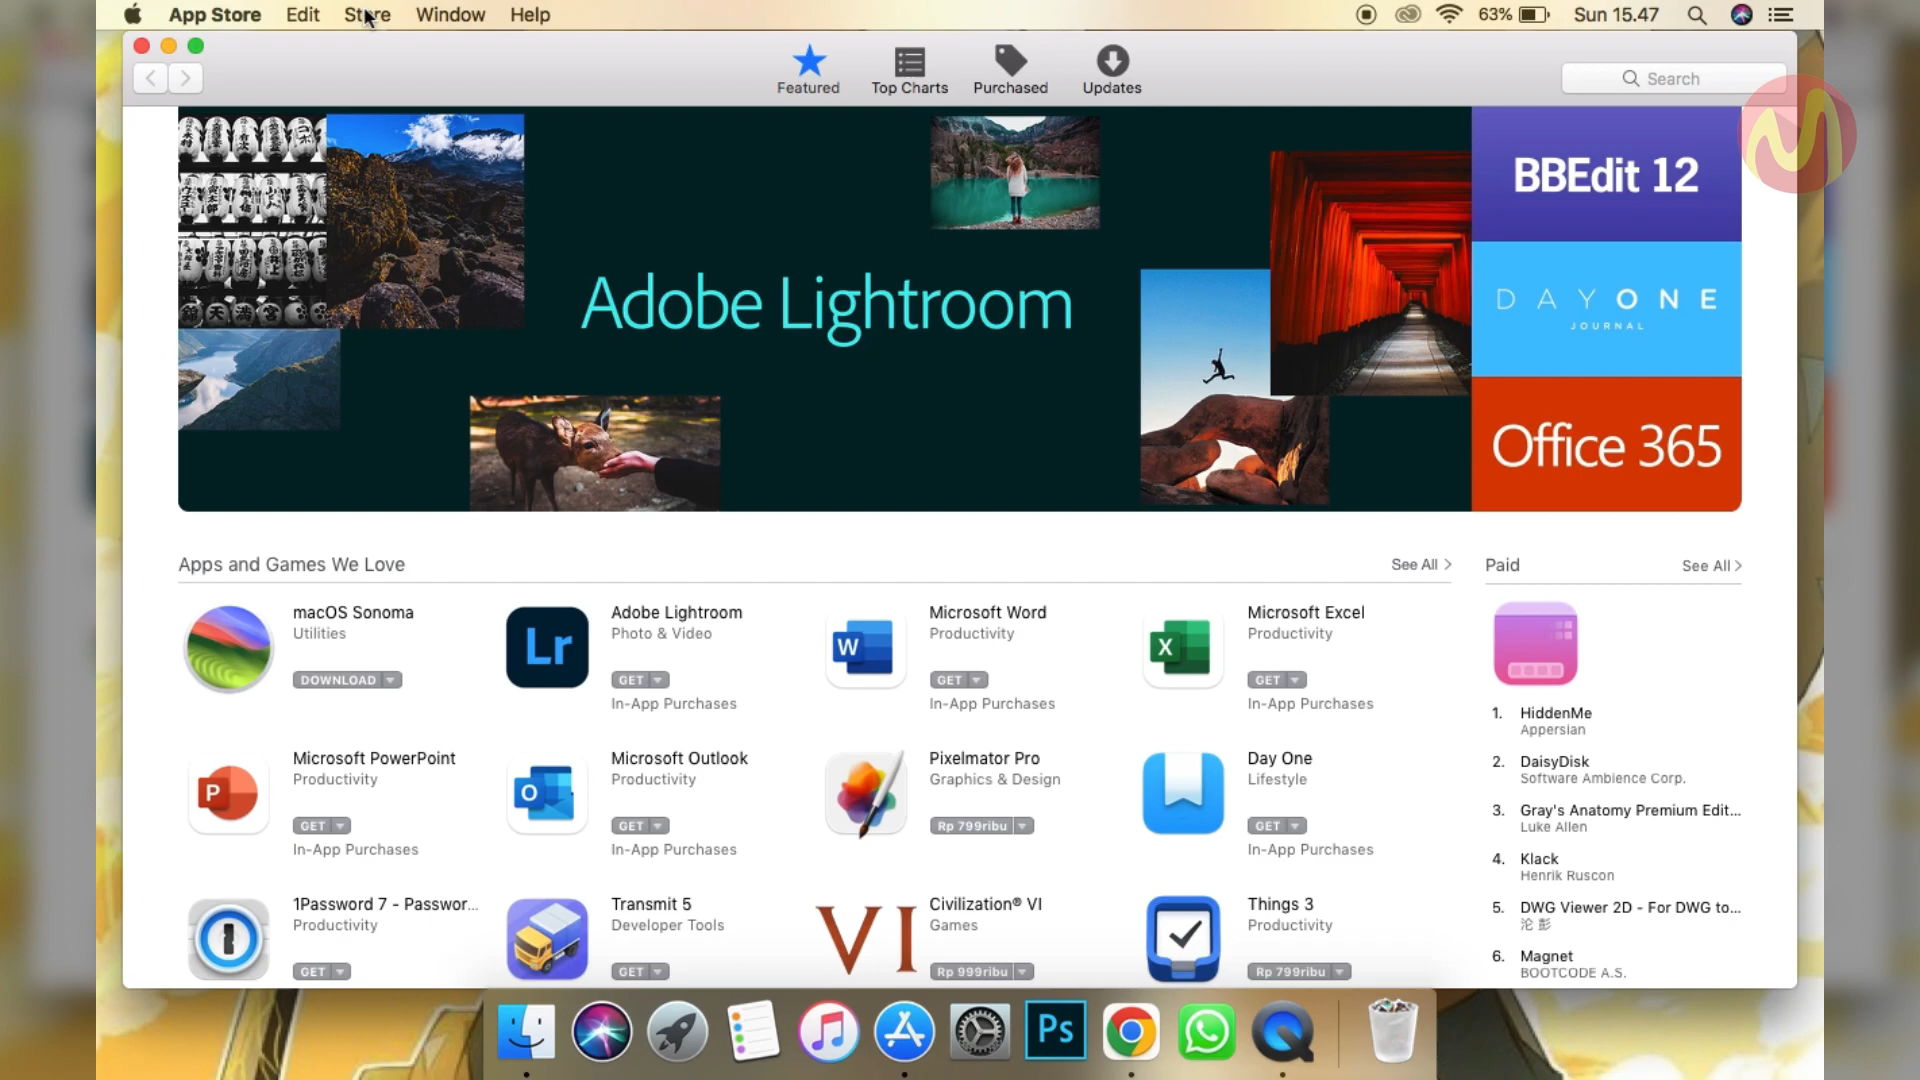 App Store Edit Store Window Help
63% Sun 15.47
Featured Top Charts Purchased Updates
Search
Adobe Lightroom
BBEdit 12
DAY ONE
JOURNAL
Office 365
Apps and Games We Love See All >
Paid See All >
macOS Sonoma
Utilities
DOWNLOAD
Lr
Adobe Lightroom
Photo & Video
GET
In-App Purchases
W
Microsoft Word
Productivity
GET
In-App Purchases
X
Microsoft Excel
Productivity
GET
In-App Purchases
P
Microsoft PowerPoint
Productivity
GET
In-App Purchases
O
Microsoft Outlook
Productivity
GET
In-App Purchases
Pixelmator Pro
Graphics & Design
Rp 799ribu
Day One
Lifestyle
GET
In-App Purchases
1Password 7 - Passwor...
Productivity
GET
Transmit 5
Developer Tools
GET
VI
Civilization® VI
Games
Rp 999ribu
Things 3
Productivity
Rp 799ribu
1. HiddenMe
Appersian
2. DaisyDisk
Software Ambience Corp.
3. Gray's Anatomy Premium Edit...
Luke Allen
4. Klack
Henrik Ruscon
5. DWG Viewer 2D - For DWG to...
沦 彭
6. Magnet
BOOTCODE A.S.
Ps